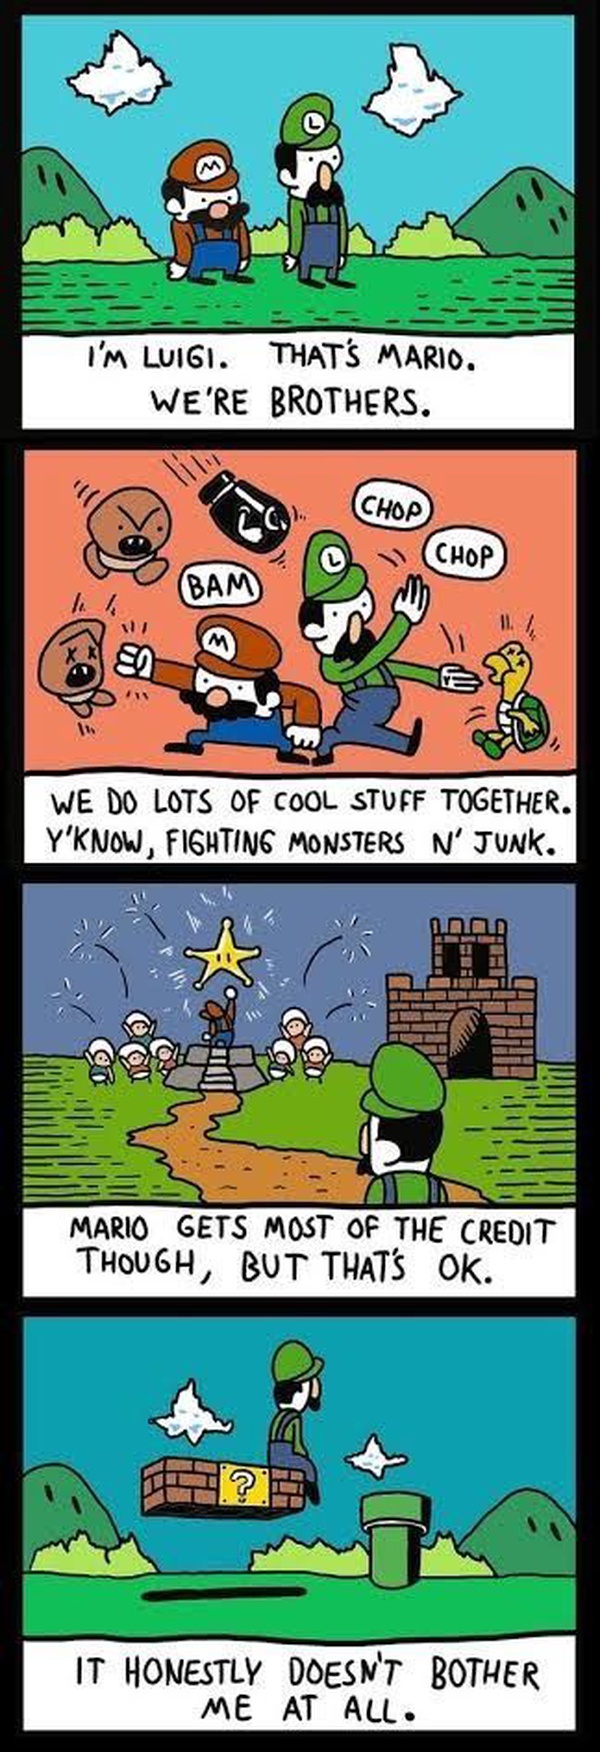 M
L
I'M LUIGI. THAT'S MARIO.
WE'RE BROTHERS.
CHOP
CHOP
BAM
L
M
WE DO LOTS OF COOL STUFF TOGETHER.
Y'KNOW, FIGHTING MONSTERS N' JUNK.
MARIO GETS MOST OF THE CREDIT
THOUGH, BUT THAT'S OK.
?
IT HONESTLY DOESN'T BOTHER
ME AT ALL.